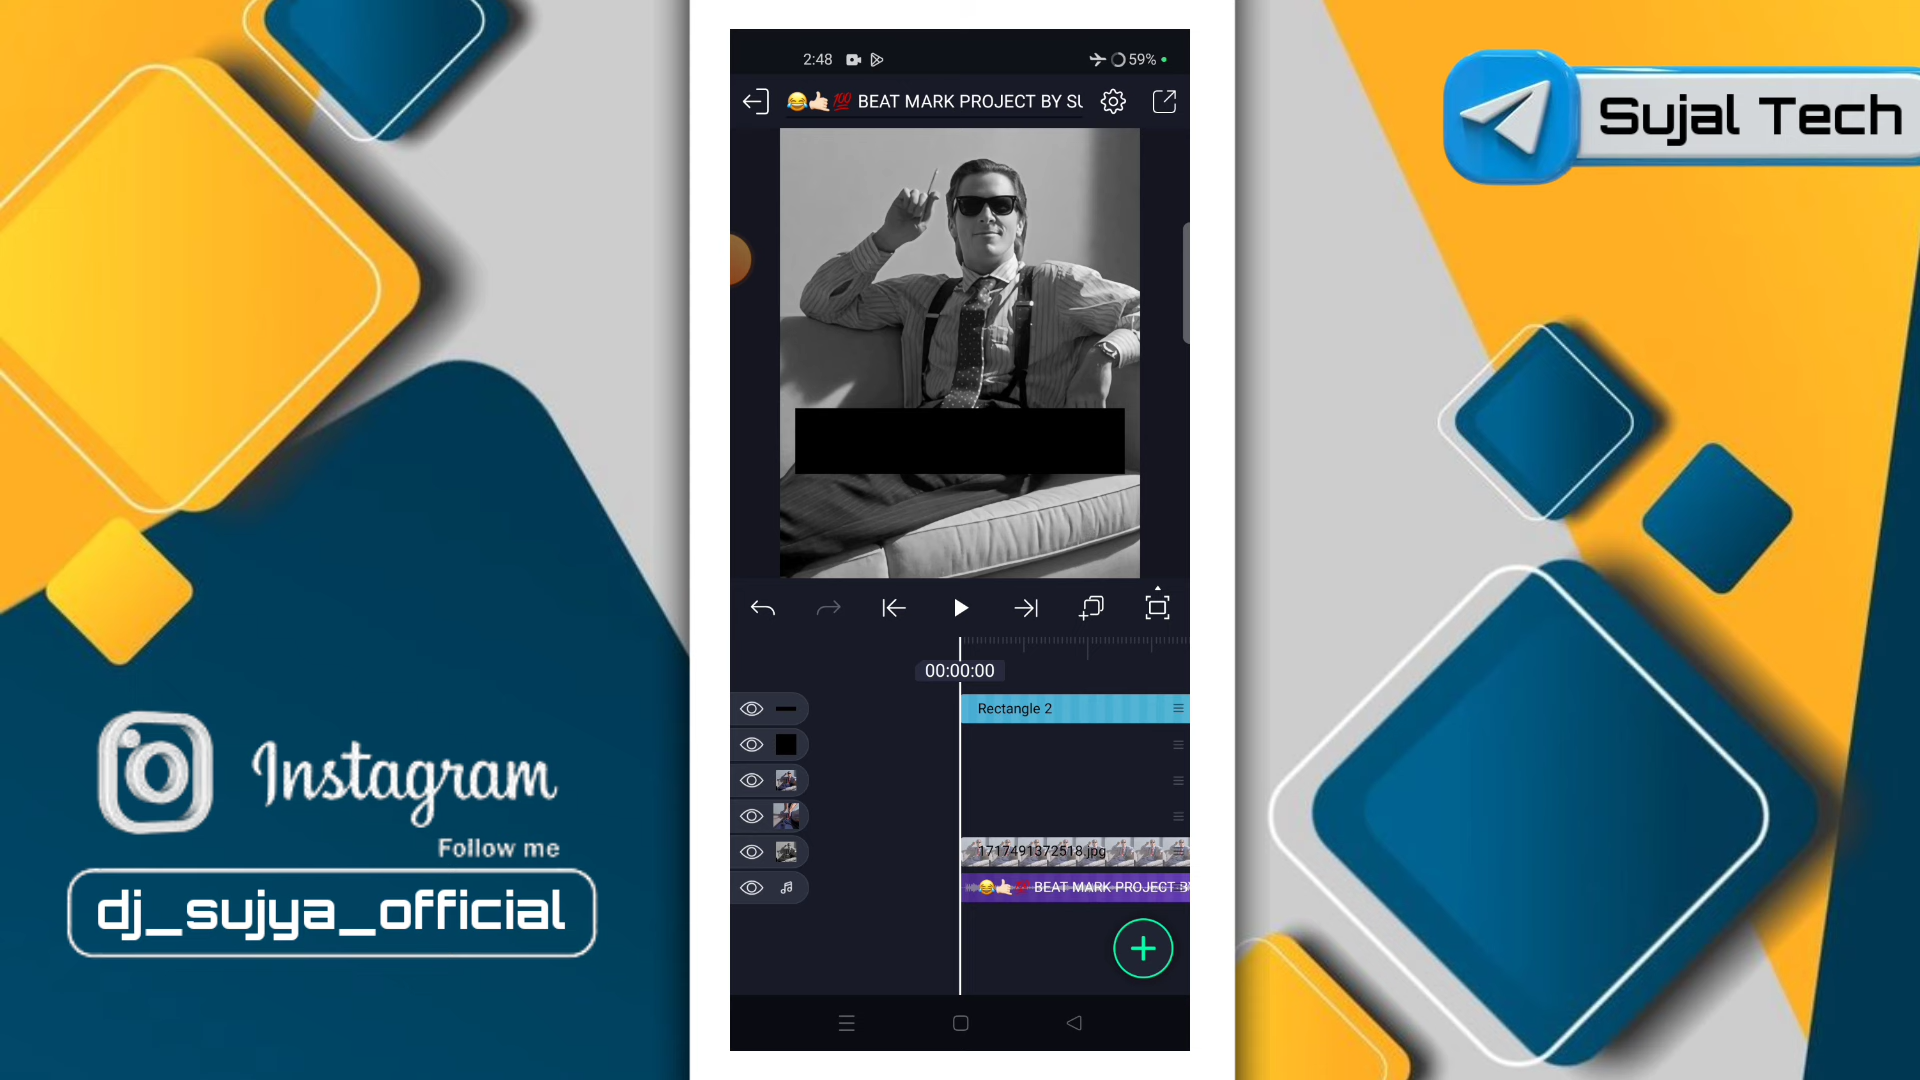 2:48
59%
😂🤙🏻💯 BEAT MARK PROJECT BY SU
Sujal Tech
00:00:00
Rectangle 2
1717491372518.jpg
😂🤙🏻💯 BEAT MARK PROJECT BY
Instagram
Follow me
dj_sujya_official